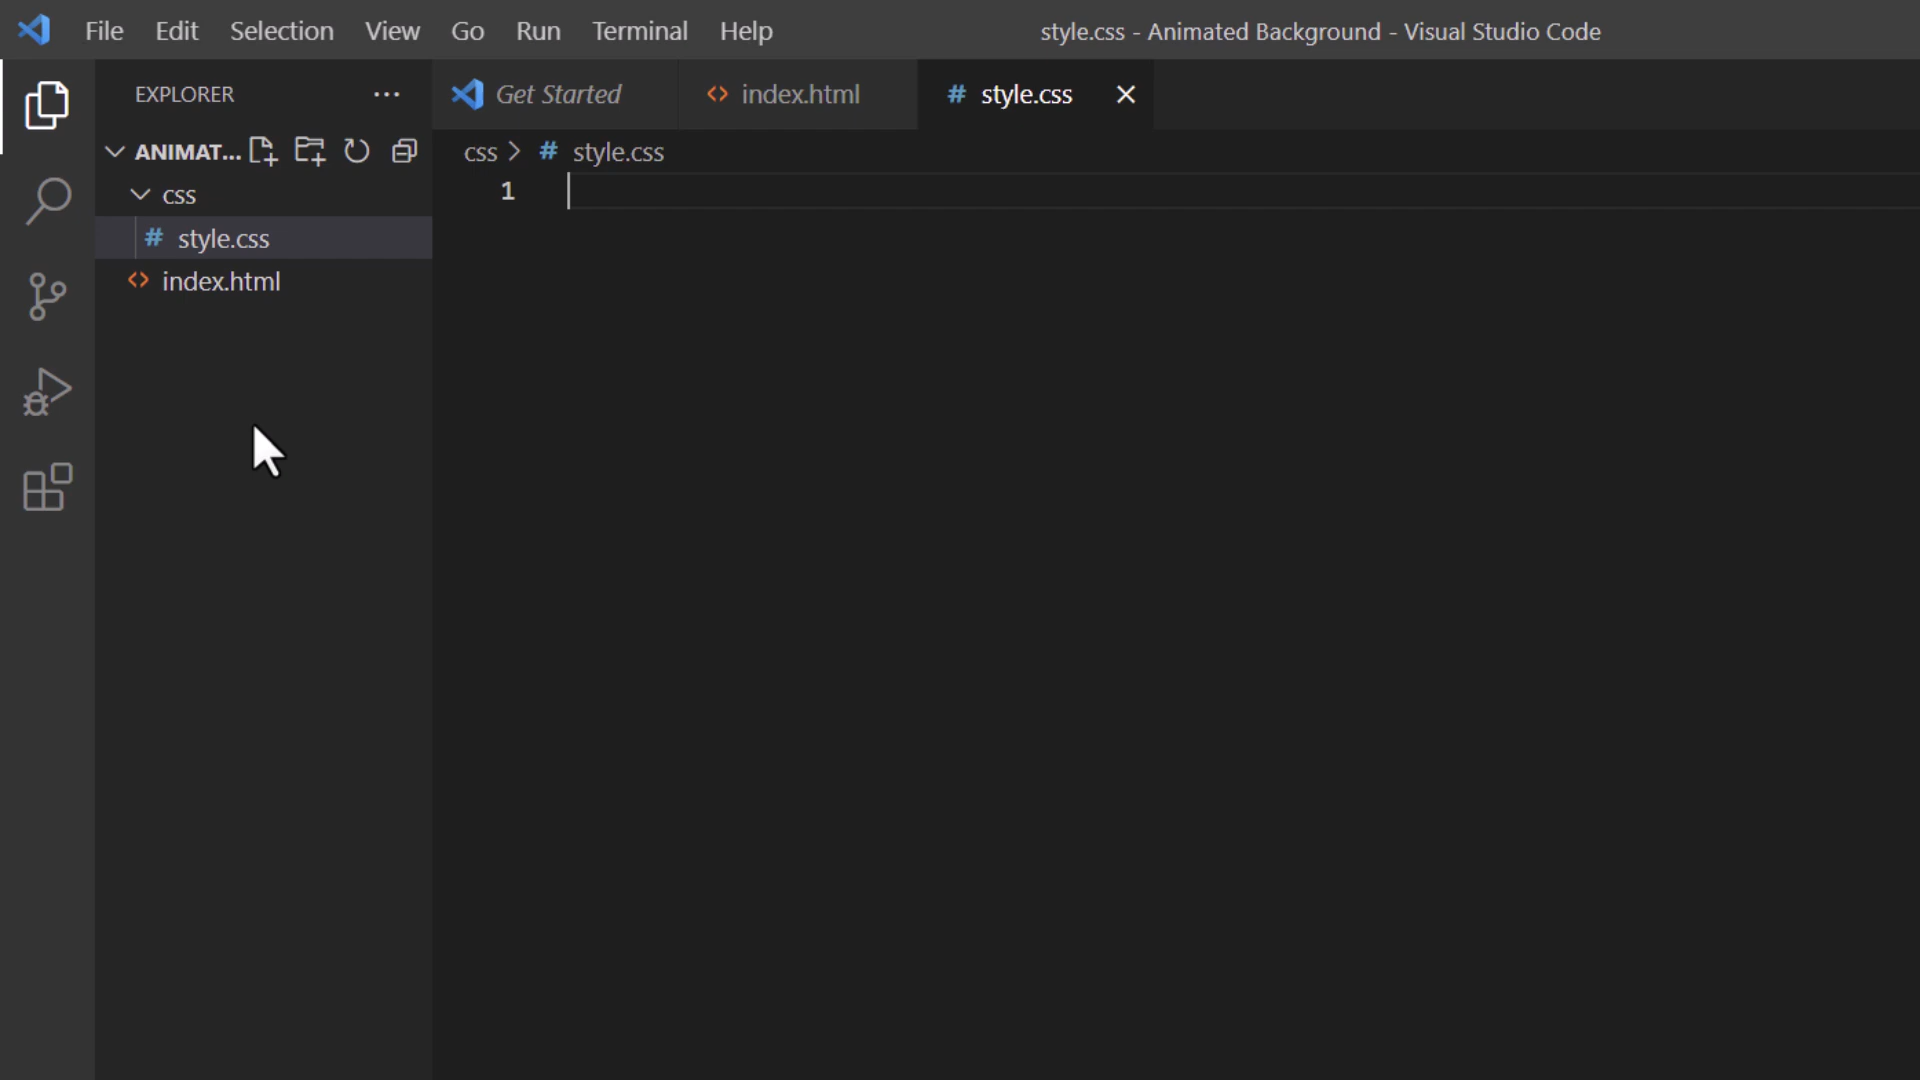 File Edit Selection View Go Run Terminal Help style.css - Animated Background - Visual Studio Code
EXPLORER ··· Get Started <> index.html # style.css ×
ANIMAT... css > # style.css
1
css
# style.css
<> index.html